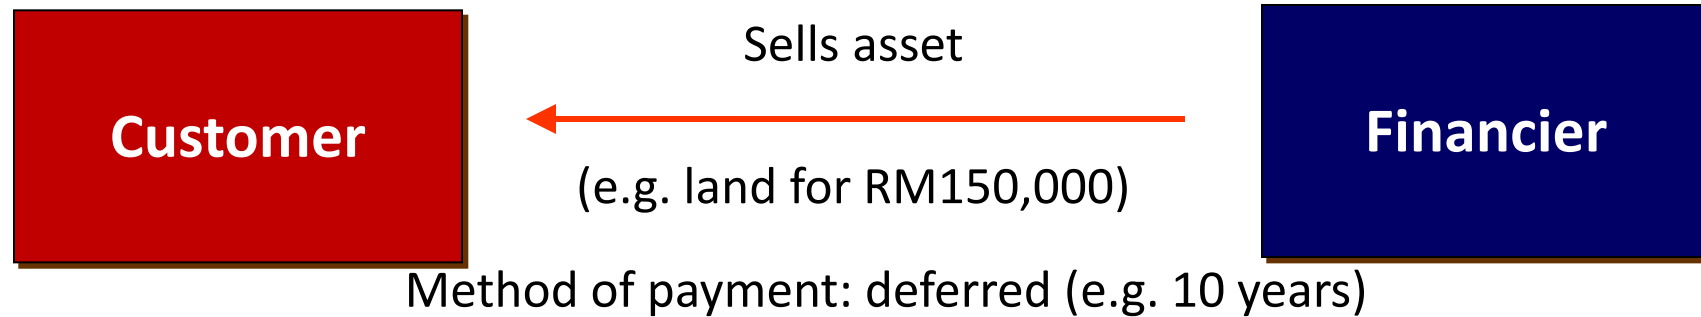 Sells asset
Customer
Financier
(e.g. land for RM150,000)
Method of payment: deferred (e.g. 10 years)